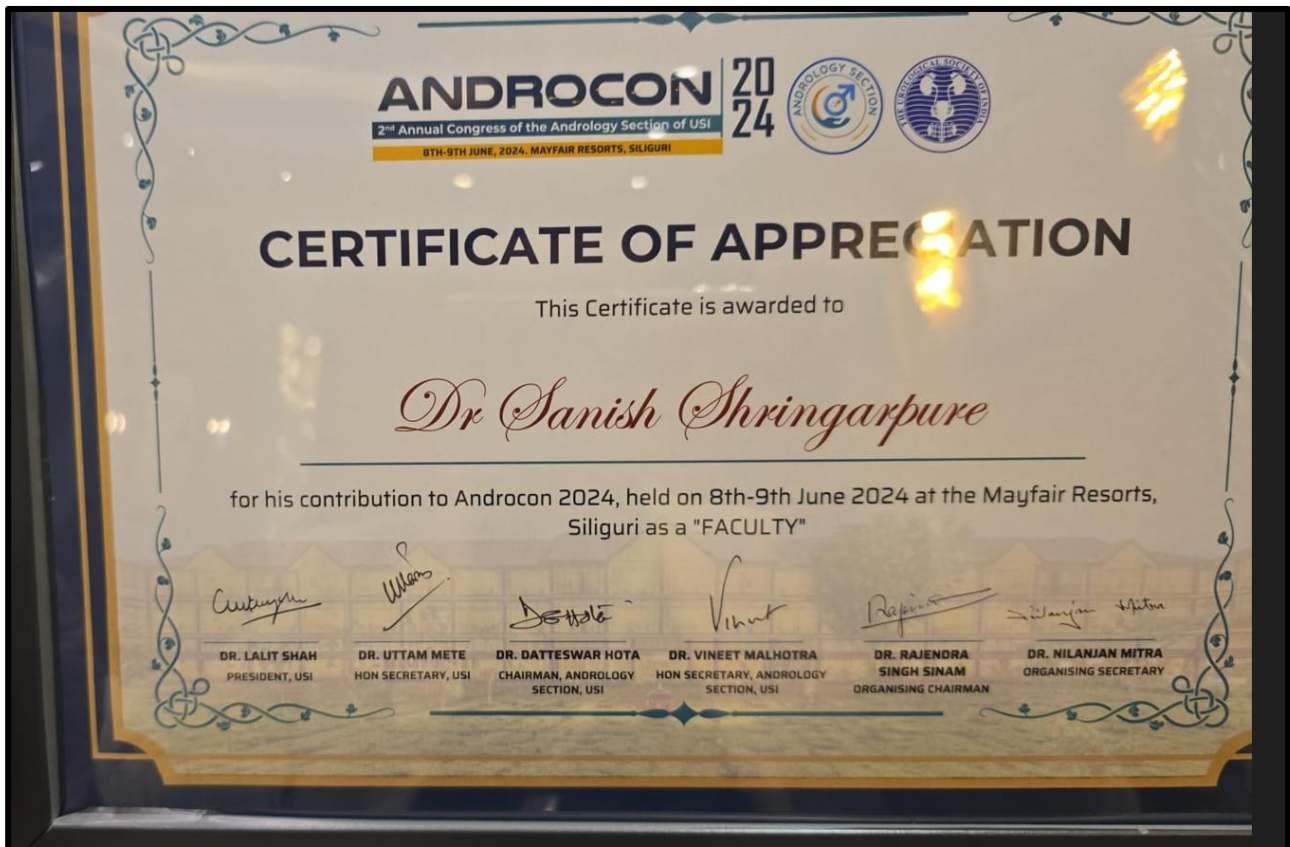 ANDROCON 20
24
2nd Annual Congress of the Andrology Section of USI
8TH-9TH JUNE, 2024. MAYFAIR RESORTS, SILIGURI
ANDROLOGY SECTION
THE UROLOGICAL SOCIETY OF INDIA
CERTIFICATE OF APPRECIATION
This Certificate is awarded to
Dr Sanish Shringarpure
for his contribution to Androcon 2024, held on 8th-9th June 2024 at the Mayfair Resorts,
Siliguri as a "FACULTY"
Vinut
Nilanjan Mitra
DR. LALIT SHAH
PRESIDENT, USI
DR. UTTAM METE
HON SECRETARY, USI
DR. DATTESWAR HOTA
CHAIRMAN, ANDROLOGY
SECTION, USI
DR. VINEET MALHOTRA
HON SECRETARY, ANDROLOGY
SECTION, USI
DR. RAJENDRA
SINGH SINAM
ORGANISING CHAIRMAN
DR. NILANJAN MITRA
ORGANISING SECRETARY